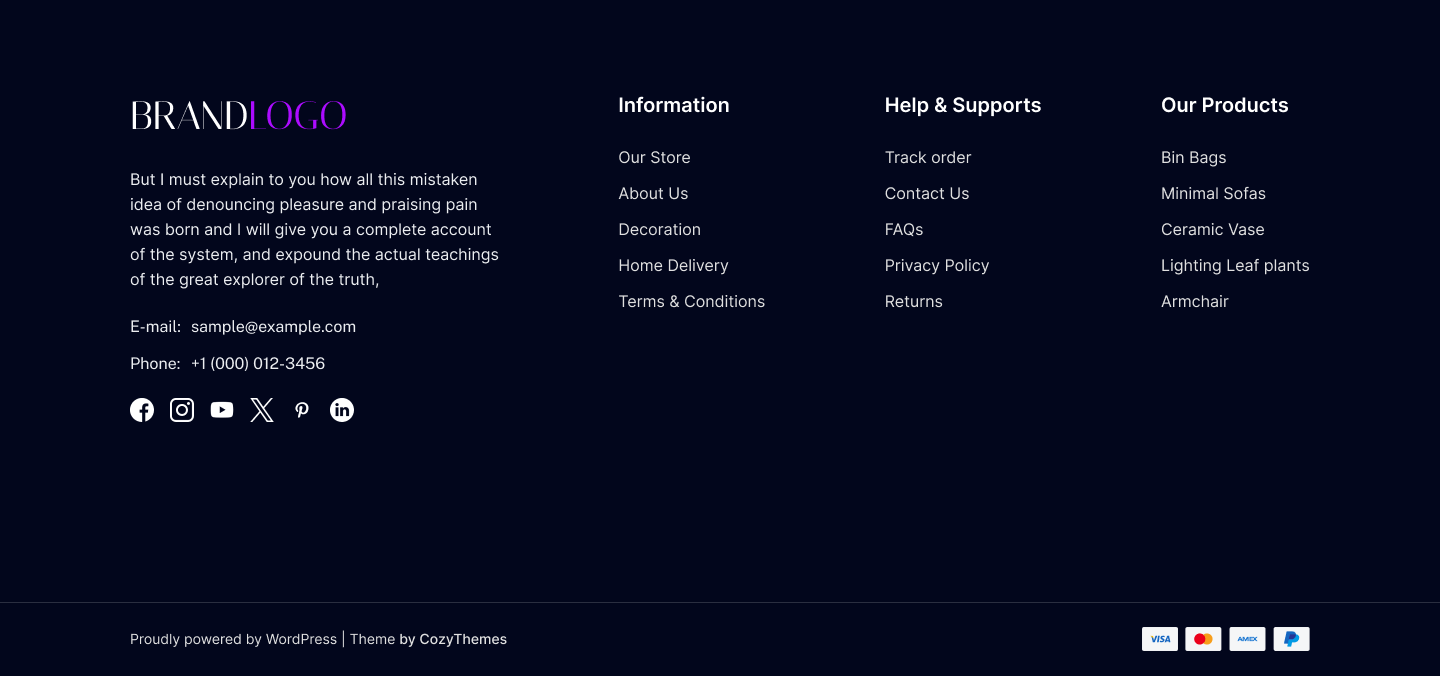 BRANDLOGO
But I must explain to you how all this mistaken
idea of denouncing pleasure and praising pain
was born and I will give you a complete account
of the system, and expound the actual teachings
of the great explorer of the truth,
E-mail: sample@example.com
Phone: +1 (000) 012-3456
Information
Our Store
About Us
Decoration
Home Delivery
Terms & Conditions
Help & Supports
Track order
Contact Us
FAQs
Privacy Policy
Returns
Our Products
Bin Bags
Minimal Sofas
Ceramic Vase
Lighting Leaf plants
Armchair
Proudly powered by WordPress | Theme by CozyThemes
VISA
AMEX